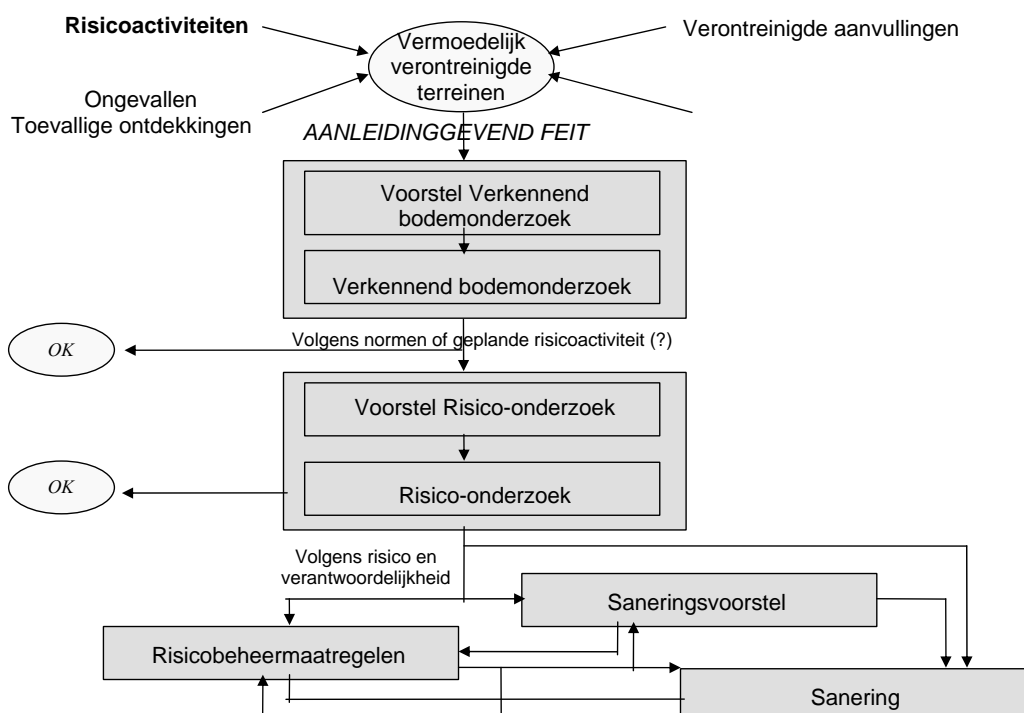 Risicoactiviteiten
Vermoedelijk
verontreinigde
terreinen
Verontreinigde aanvullingen
Ongevallen
Toevallige ontdekkingen
AANLEIDINGGEVEND FEIT
Voorstel Verkennend
bodemonderzoek
Verkennend bodemonderzoek
Volgens normen of geplande risicoactiviteit (?)
OK
Voorstel Risico-onderzoek
Risico-onderzoek
OK
Volgens risico en
verantwoordelijkheid
Saneringsvoorstel
Risicobeheermaatregelen
Sanering